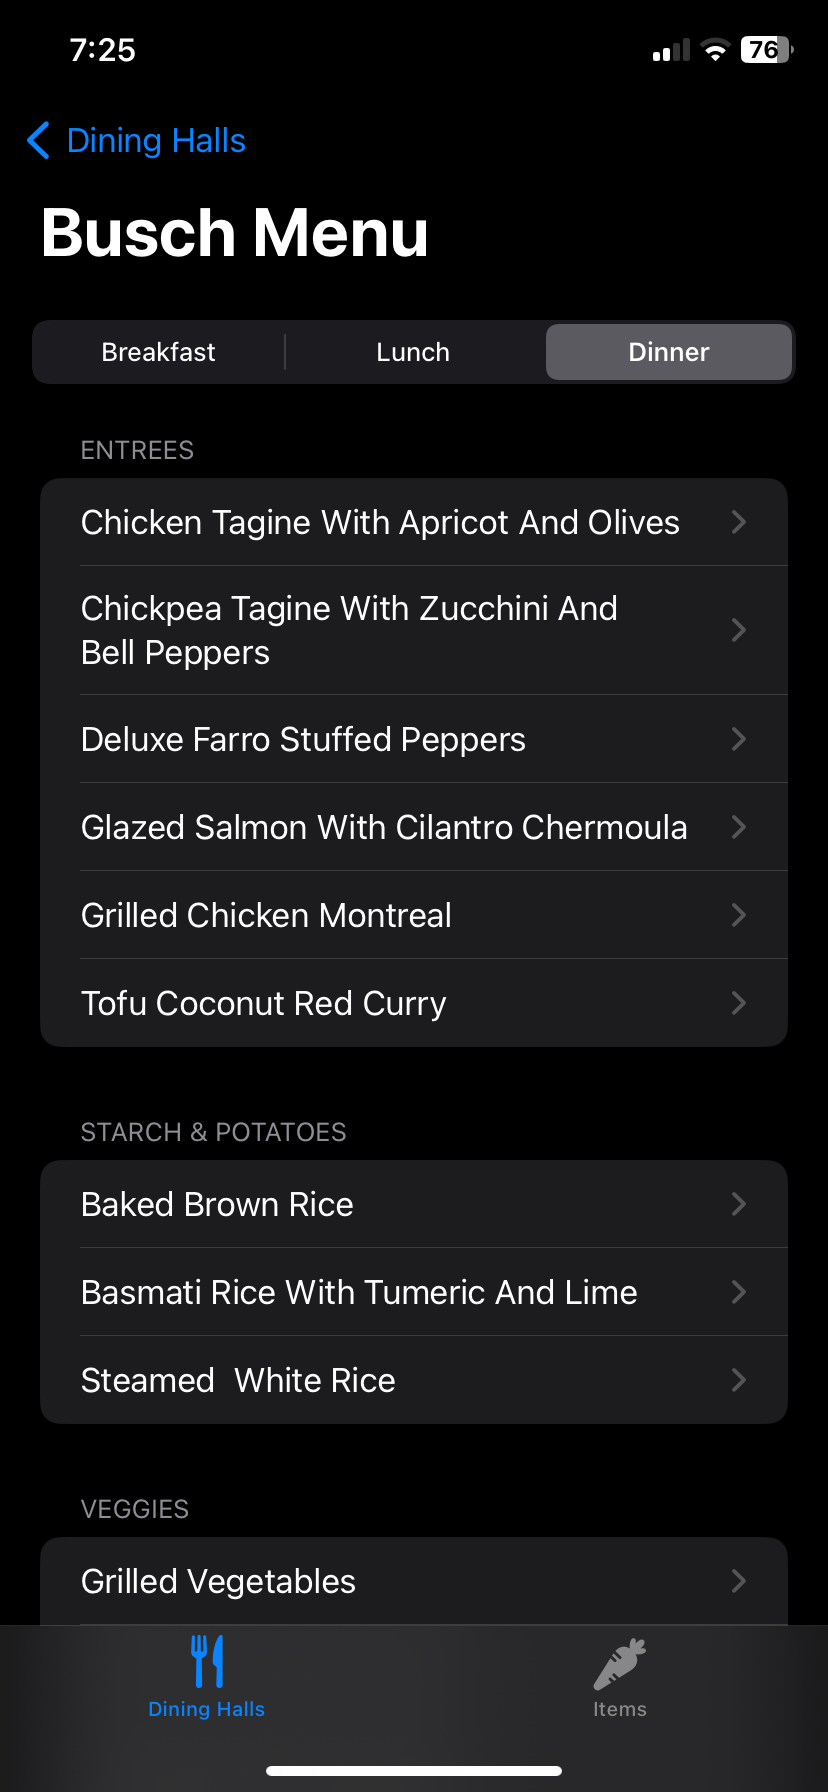 7:25
76
Dining Halls
Busch Menu
Breakfast
Lunch
Dinner
ENTREES
Chicken Tagine With Apricot And Olives
Chickpea Tagine With Zucchini And
Bell Peppers
Deluxe Farro Stuffed Peppers
Glazed Salmon With Cilantro Chermoula
Grilled Chicken Montreal
Tofu Coconut Red Curry
STARCH & POTATOES
Baked Brown Rice
Basmati Rice With Tumeric And Lime
Steamed  White Rice
VEGGIES
Grilled Vegetables
Dining Halls
Items